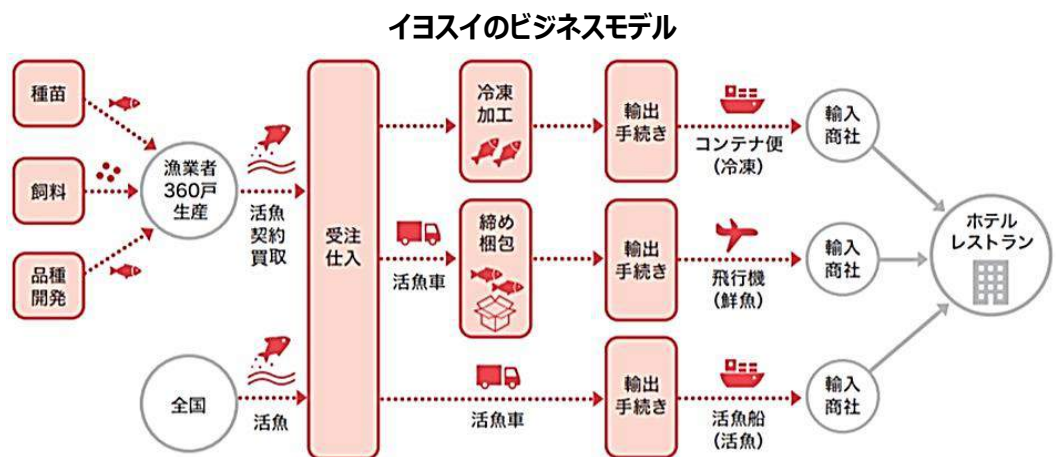 イヨスイのビジネスモデル
種苗
飼料
品種
開発
漁業者
360戸
生産
活魚
契約
買取
全国
活魚
受注
仕入
冷凍
加工
輸出
手続き
コンテナ便
(冷凍)
輸入
商社
活魚車
締め
梱包
輸出
手続き
飛行機
(鮮魚)
輸入
商社
活魚車
輸出
手続き
活魚船
(活魚)
輸入
商社
ホテル
レストラン